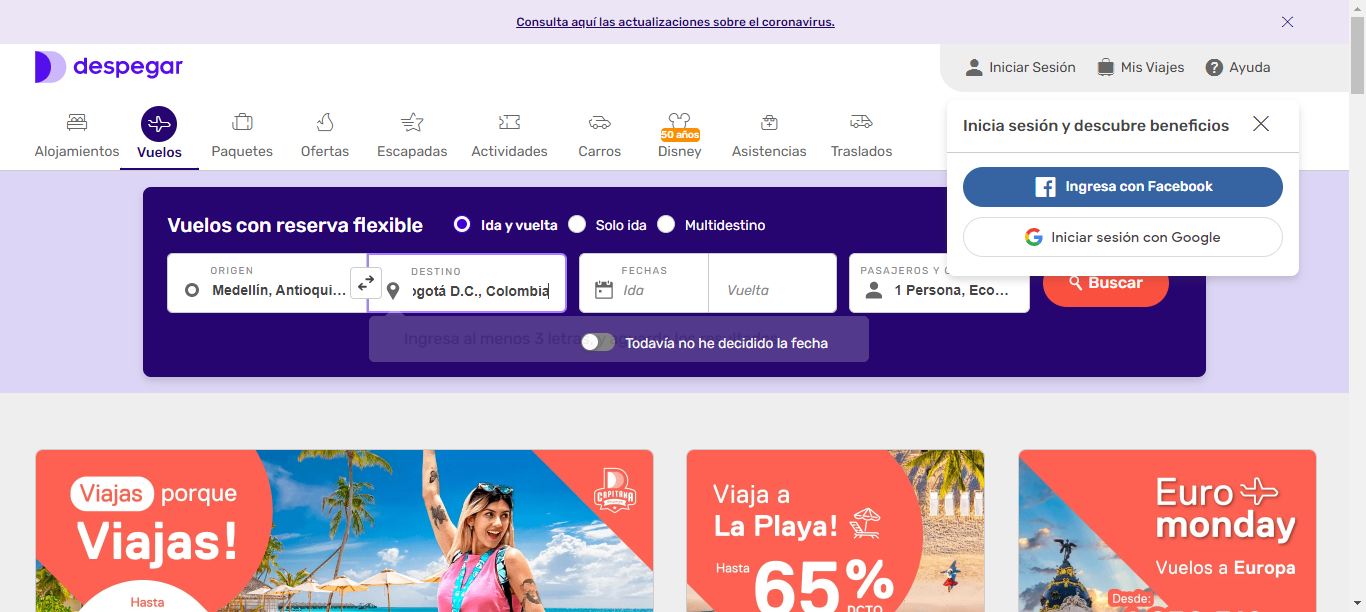 Consulta aquí las actualizaciones sobre el coronavirus.
despegar
Iniciar Sesión
Mis Viajes
Ayuda
Alojamientos
Vuelos
Paquetes
Ofertas
Escapadas
Actividades
Carros
50 años
Disney
Asistencias
Traslados
Inicia sesión y descubre beneficios
Ingresa con Facebook
Iniciar sesión con Google
Vuelos con reserva flexible
Ida y vuelta
Solo ida
Multidestino
ORIGEN
Medellín, Antioqui...
DESTINO
ogotá D.C., Colombia
FECHAS
Ida
Vuelta
PASAJEROS Y
1 Persona, Eco...
Buscar
Ingresa al menos 3 letras
Todavía no he decidido la fecha
Viajas porque
Viajas!
Hasta
CAPITANA
Viaja a
La Playa!
Hasta
65%
DCTO
Euro
monday
Vuelos a Europa
Desde: